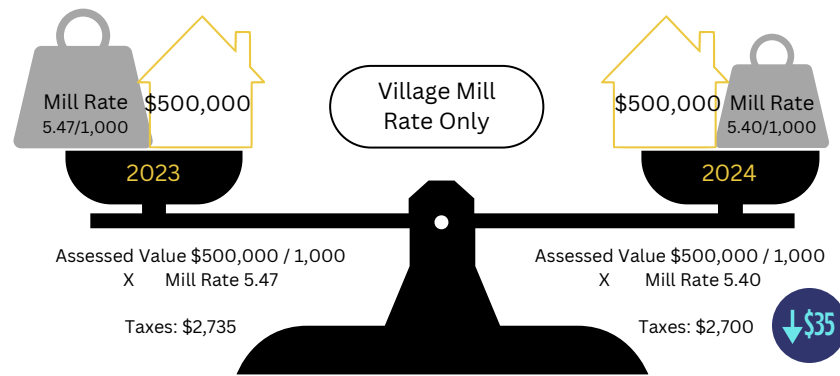 Mill Rate
5.47/1,000
$500,000
2023
Village Mill
Rate Only
$500,000
Mill Rate
5.40/1,000
2024
Assessed Value $500,000 / 1,000
X Mill Rate 5.47
Taxes: $2,735
Assessed Value $500,000 / 1,000
X Mill Rate 5.40
Taxes: $2,700
$35